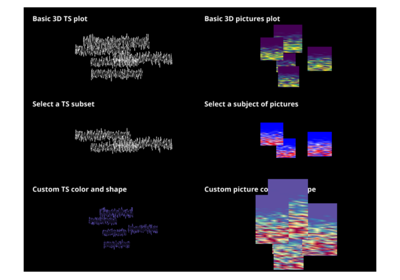 Basic 3D TS plot
Basic 3D pictures plot
Select a TS subset
Select a subject of pictures
Custom TS color and shape
Custom picture co pe